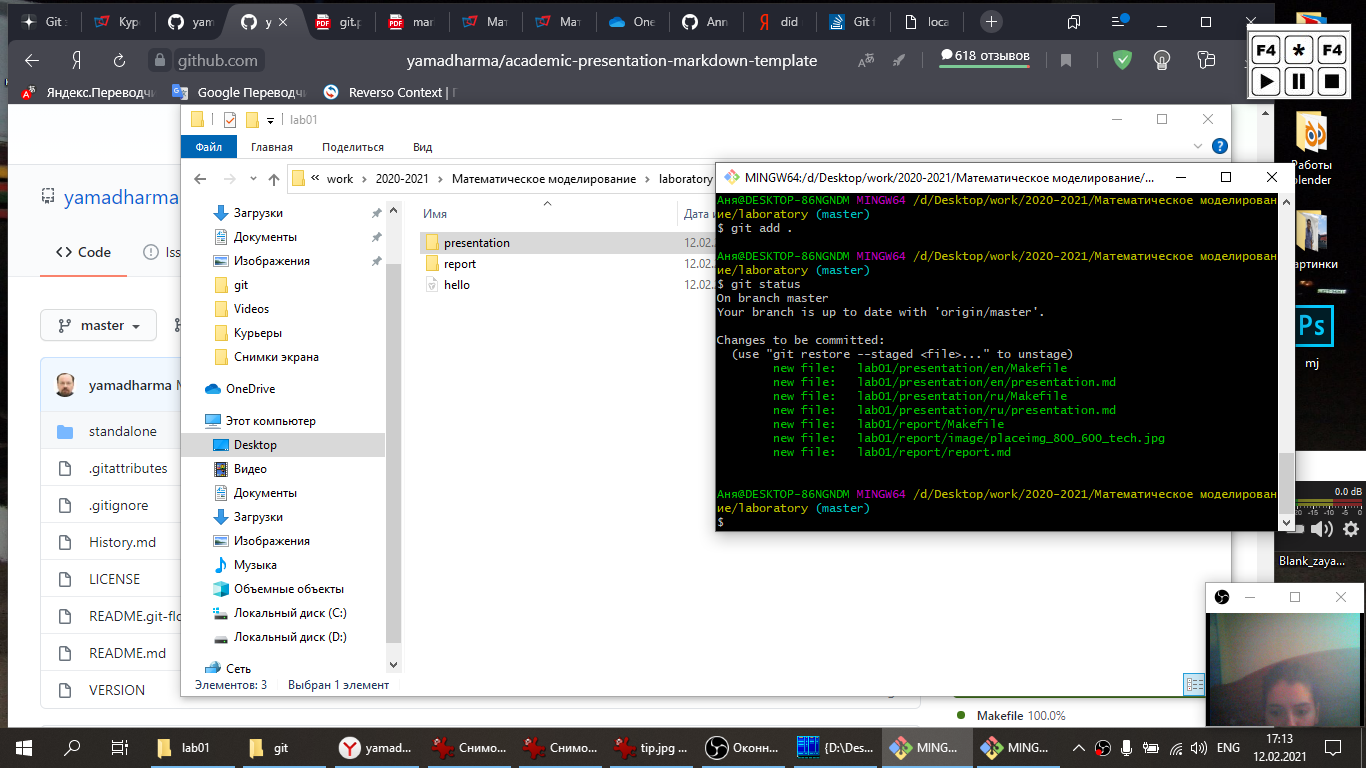 Git :
Кур
yam
y
git.p
mar
Мат
Мат
One
Ann
did
Git f
loca
github.com
yamadharma/academic-presentation-markdown-template
618 отзывов
F4 * F4
Яндекс.Переводч
Google Переводч
Reverso Context |
lab01
Файл Главная Поделиться Вид
work 2020-2021 Математическое моделирование laboratory
yamadharma
Code
Iss
master
yamadharma
standalone
.gitattributes
.gitignore
History.md
LICENSE
README.git-flo
README.md
VERSION
Загрузки
Документы
Изображения
git
Videos
Курьеры
Снимки экрана
OneDrive
Этот компьютер
Desktop
Видео
Документы
Загрузки
Изображения
Музыка
Объемные объекты
Локальный диск (C:)
Локальный диск (D:)
Сеть
Элементов: 3 Выбран 1 элемент
Имя
Дата
presentation 12.02.
report 12.02.
hello 12.02.
MINGW64:/d/Desktop/work/2020-2021/Математическое моделирование/...
Аня@DESKTOP-86NGNDM MINGW64 /d/Desktop/work/2020-2021/Математическое моделирован
ие/laboratory (master)
$ git add .
Аня@DESKTOP-86NGNDM MINGW64 /d/Desktop/work/2020-2021/Математическое моделирован
ие/laboratory (master)
$ git status
On branch master
Your branch is up to date with 'origin/master'.
Changes to be committed:
(use "git restore --staged <file>..." to unstage)
new file: lab01/presentation/en/Makefile
new file: lab01/presentation/en/presentation.md
new file: lab01/presentation/ru/Makefile
new file: lab01/presentation/ru/presentation.md
new file: lab01/report/Makefile
new file: lab01/report/image/placeimg_800_600_tech.jpg
new file: lab01/report/report.md
Аня@DESKTOP-86NGNDM MINGW64 /d/Desktop/work/2020-2021/Математическое моделирован
ие/laboratory (master)
$
Работы
blender
артинки
Ps
mj
0.0 dB
Blank_zaya...
Makefile 100.0%
lab01
git
yamad...
Снимо...
Снимо...
tip.jpg ...
Оконн...
{D:\Des...
MING...
MING...
ENG
17:13
12.02.2021